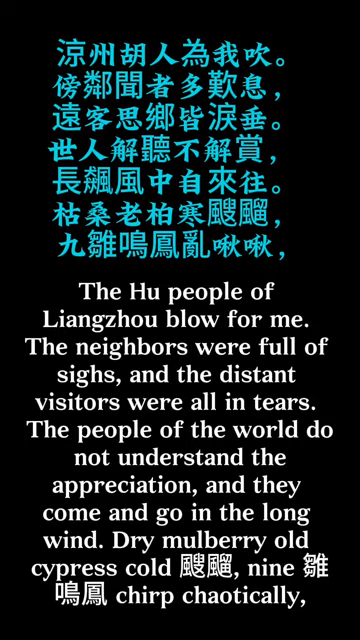 涼州胡人為我吹。
傍鄰聞者多歎息，
遠客思鄉皆淚垂。
世人解聽不解賞，
長飆風中自來往。
枯桑老柏寒颼飀，
九雛鳴鳳亂啾啾，
The Hu people of
Liangzhou blow for me.
The neighbors were full of
sighs, and the distant
visitors were all in tears.
The people of the world do
not understand the
appreciation, and they
come and go in the long
wind. Dry mulberry old
cypress cold 颼飀, nine 雛
鳴鳳 chirp chaotically,